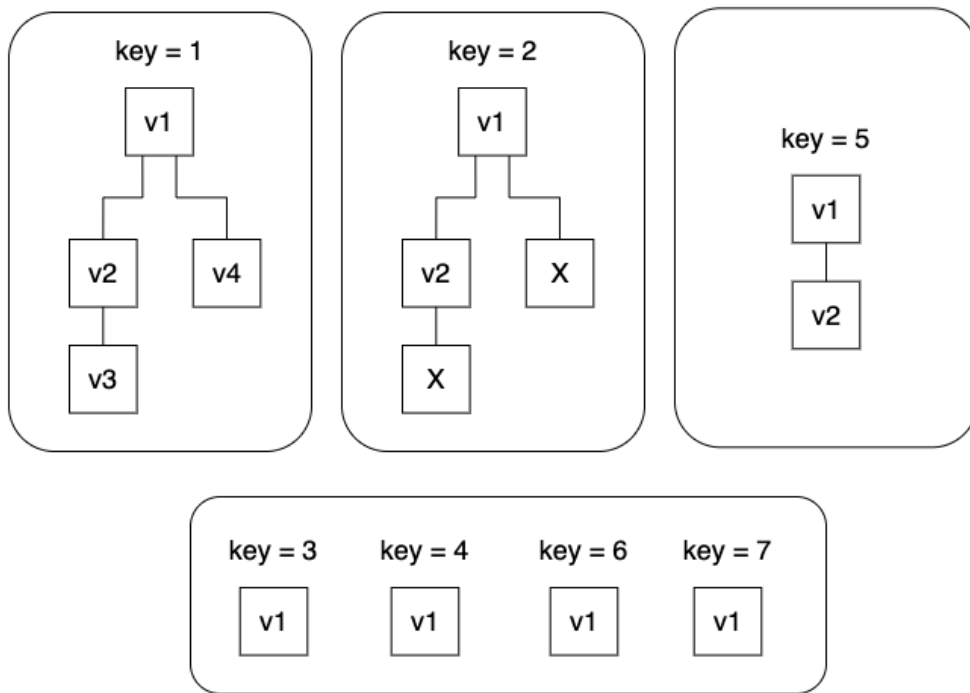 key = 1
v1
v2
v4
v3
key = 2
v1
v2
X
X
key = 5
v1
v2
key = 3
key = 4
key = 6
key = 7
v1
v1
v1
v1